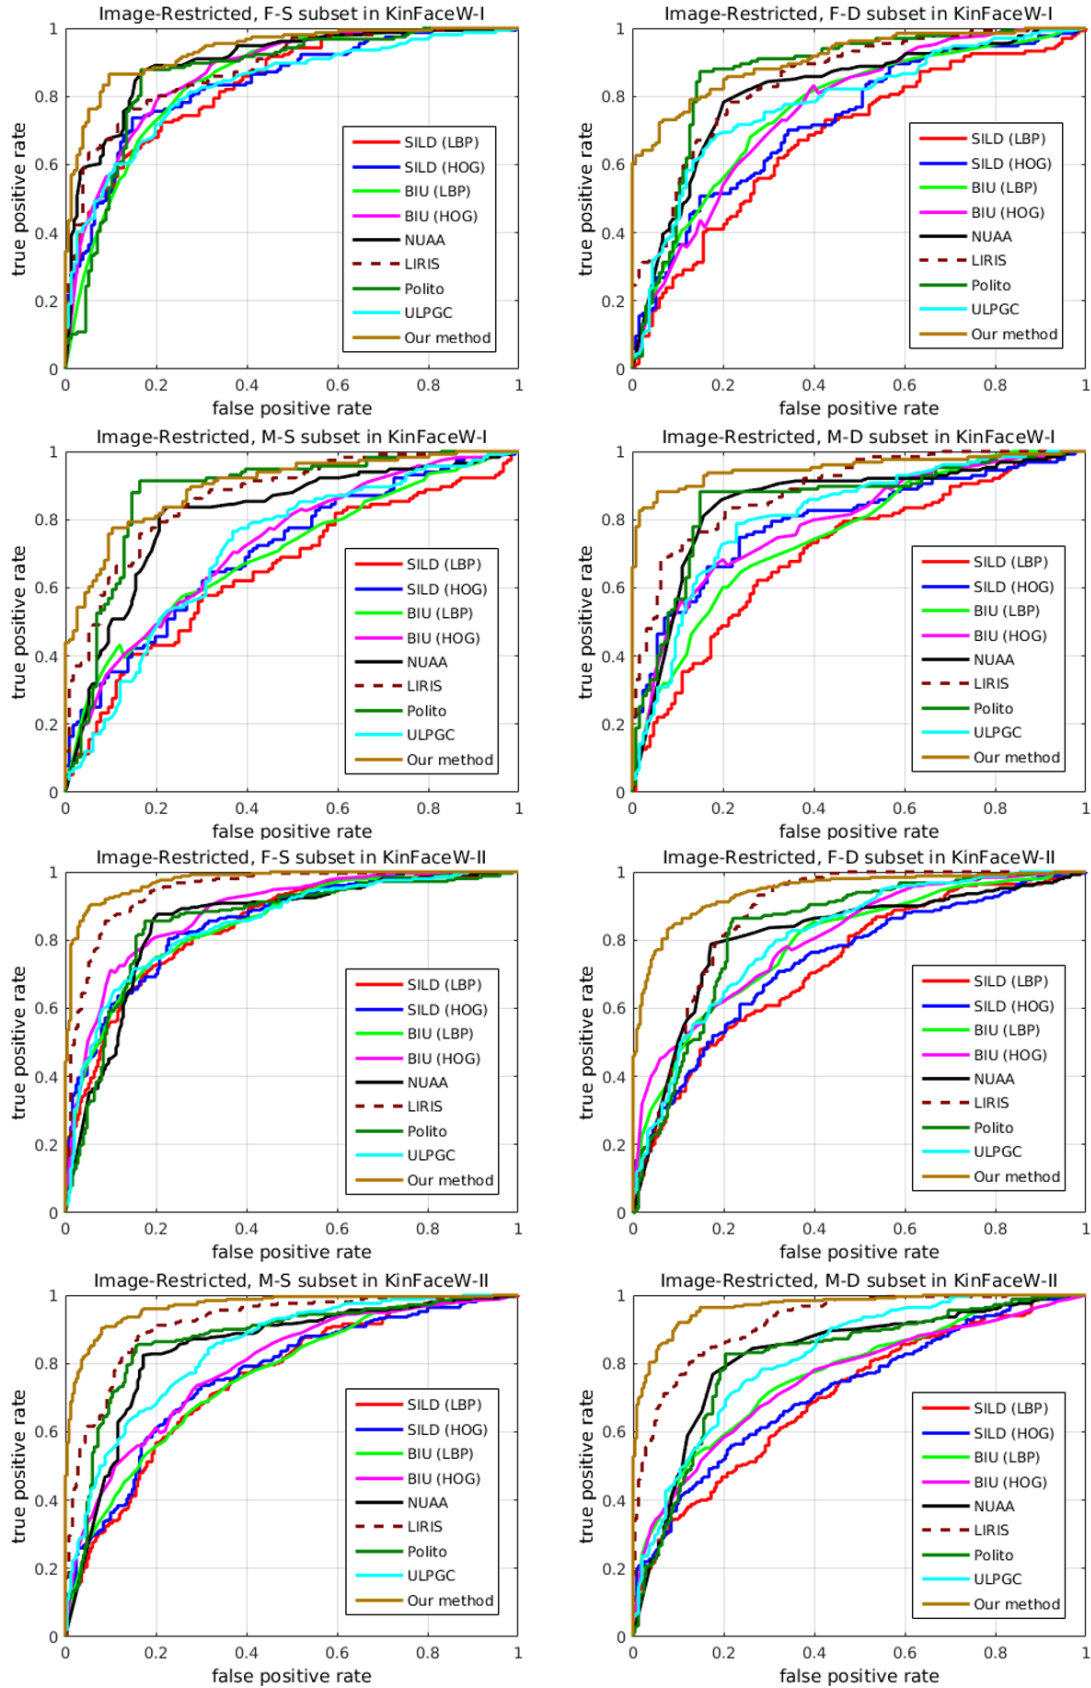 Image-Restricted, F-S subset in KinFaceW-I
1
0.8
0.6
0.4
0.2
0
true positive rate
SILD (LBP)
SILD (HOG)
BIU (LBP)
BIU (HOG)
NUAA
LIRIS
Polito
ULPGC
Our method
0 0.2 0.4 0.6 0.8 1
false positive rate
Image-Restricted, F-D subset in KinFaceW-I
1
0.8
0.6
0.4
0.2
0
true positive rate
SILD (LBP)
SILD (HOG)
BIU (LBP)
BIU (HOG)
NUAA
LIRIS
Polito
ULPGC
Our method
0 0.2 0.4 0.6 0.8 1
false positive rate
Image-Restricted, M-S subset in KinFaceW-I
1
0.8
0.6
0.4
0.2
0
true positive rate
SILD (LBP)
SILD (HOG)
BIU (LBP)
BIU (HOG)
NUAA
LIRIS
Polito
ULPGC
Our method
0 0.2 0.4 0.6 0.8 1
false positive rate
Image-Restricted, M-D subset in KinFaceW-I
1
0.8
0.6
0.4
0.2
0
true positive rate
SILD (LBP)
SILD (HOG)
BIU (LBP)
BIU (HOG)
NUAA
LIRIS
Polito
ULPGC
Our method
0 0.2 0.4 0.6 0.8 1
false positive rate
Image-Restricted, F-S subset in KinFaceW-II
1
0.8
0.6
0.4
0.2
0
true positive rate
SILD (LBP)
SILD (HOG)
BIU (LBP)
BIU (HOG)
NUAA
LIRIS
Polito
ULPGC
Our method
0 0.2 0.4 0.6 0.8 1
false positive rate
Image-Restricted, F-D subset in KinFaceW-II
1
0.8
0.6
0.4
0.2
0
true positive rate
SILD (LBP)
SILD (HOG)
BIU (LBP)
BIU (HOG)
NUAA
LIRIS
Polito
ULPGC
Our method
0 0.2 0.4 0.6 0.8 1
false positive rate
Image-Restricted, M-S subset in KinFaceW-II
1
0.8
0.6
0.4
0.2
0
true positive rate
SILD (LBP)
SILD (HOG)
BIU (LBP)
BIU (HOG)
NUAA
LIRIS
Polito
ULPGC
Our method
0 0.2 0.4 0.6 0.8 1
false positive rate
Image-Restricted, M-D subset in KinFaceW-II
1
0.8
0.6
0.4
0.2
0
true positive rate
SILD (LBP)
SILD (HOG)
BIU (LBP)
BIU (HOG)
NUAA
LIRIS
Polito
ULPGC
Our method
0 0.2 0.4 0.6 0.8 1
false positive rate